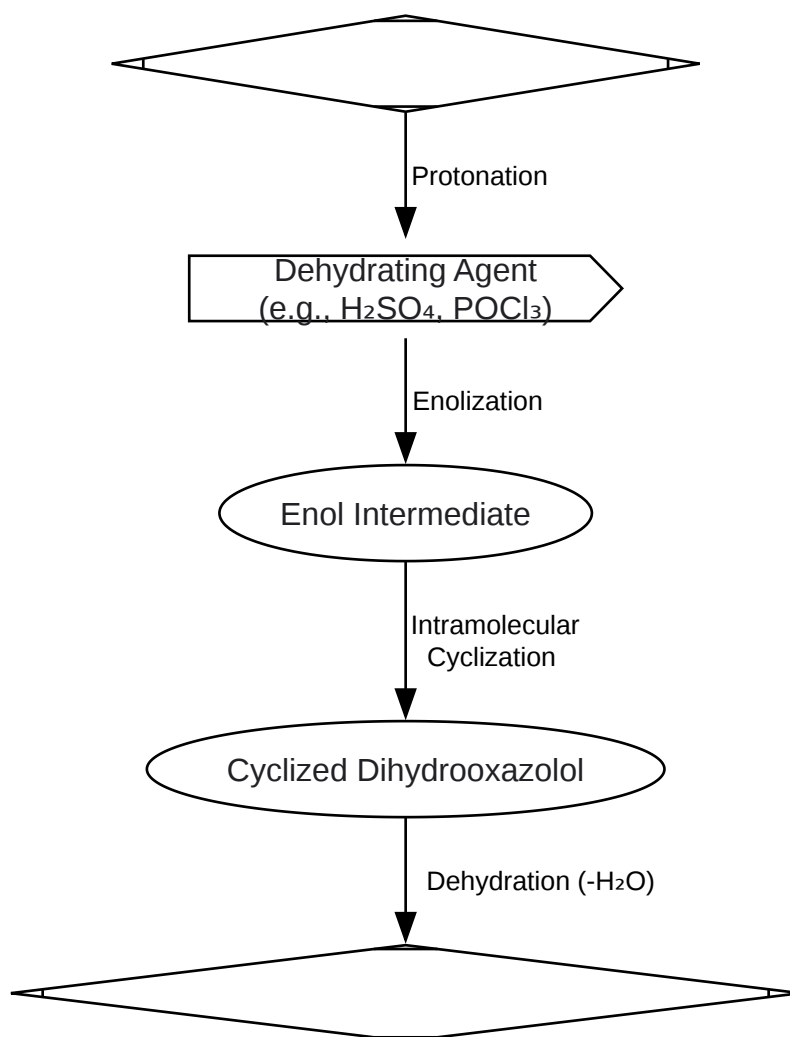 Protonation
Dehydrating Agent
(e.g., H₂SO₄, POCl₃)
Enolization
Enol Intermediate
Intramolecular
Cyclization
Cyclized Dihydrooxazolol
Dehydration (-H₂O)